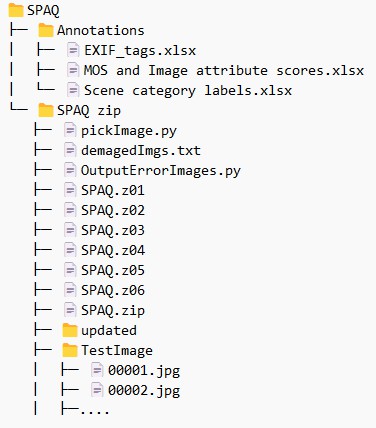 SPAQ
Annotations
EXIF_tags.xlsx
MOS and Image attribute scores.xlsx
Scene category labels.xlsx
SPAQ zip
pickImage.py
demagedImgs.txt
OutputErrorImages.py
SPAQ.z01
SPAQ.z02
SPAQ.z03
SPAQ.z04
SPAQ.z05
SPAQ.z06
SPAQ.zip
updated
TestImage
00001.jpg
00002.jpg
....